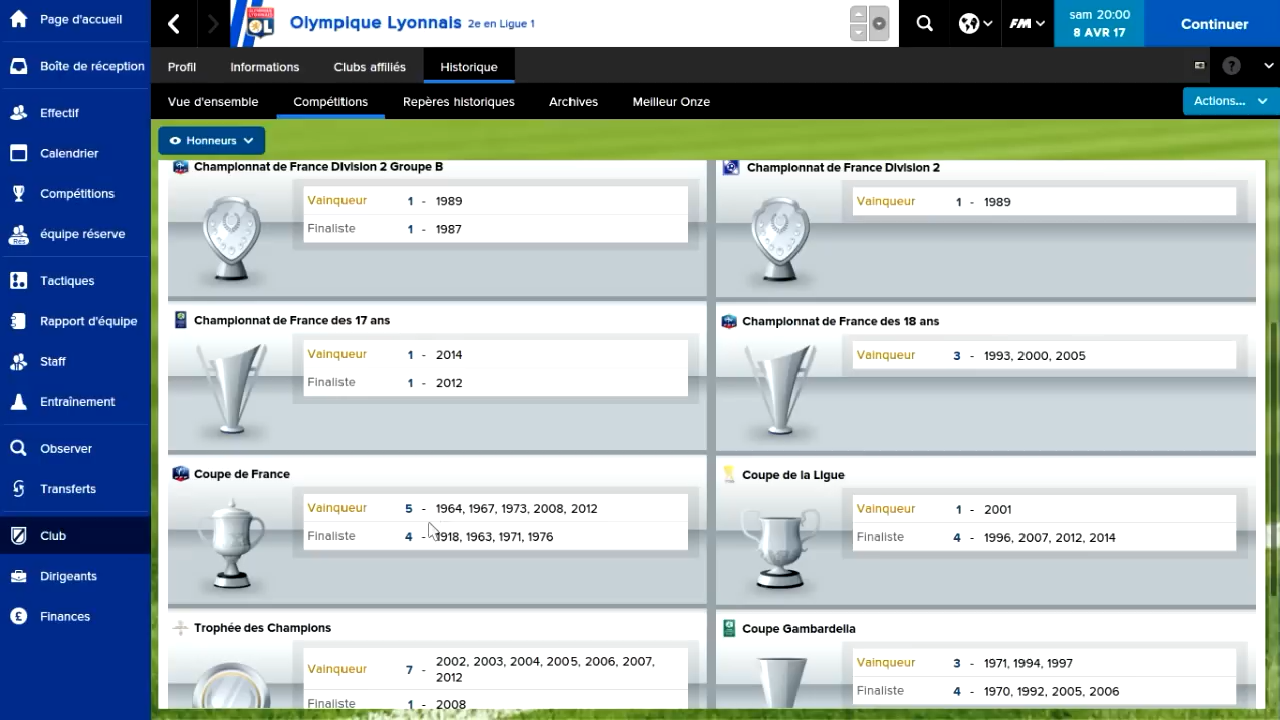 Page d'accueil
Boîte de réception
Effectif
Calendrier
Compétitions
équipe réserve
Tactiques
Rapport d'équipe
Staff
Entraînement
Observer
Transferts
Club
Dirigeants
Finances
Olympique Lyonnais 2e en Ligue 1
FM
sam 20:00
8 AVR 17
Continuer
Profil Informations Clubs affiliés Historique
Vue d'ensemble Compétitions Repères historiques Archives Meilleur Onze
Actions...
Honneurs
Championnat de France Division 2 Groupe B
Vainqueur 1 - 1989
Finaliste 1 - 1987
Championnat de France Division 2
Vainqueur 1 - 1989
Championnat de France des 17 ans
Vainqueur 1 - 2014
Finaliste 1 - 2012
Championnat de France des 18 ans
Vainqueur 3 - 1993, 2000, 2005
Coupe de France
Vainqueur 5 - 1964, 1967, 1973, 2008, 2012
Finaliste 4 - 1918, 1963, 1971, 1976
Coupe de la Ligue
Vainqueur 1 - 2001
Finaliste 4 - 1996, 2007, 2012, 2014
Trophée des Champions
Vainqueur 7 - 2002, 2003, 2004, 2005, 2006, 2007,
2012
Finaliste 1 - 2008
Coupe Gambardella
Vainqueur 3 - 1971, 1994, 1997
Finaliste 4 - 1970, 1992, 2005, 2006